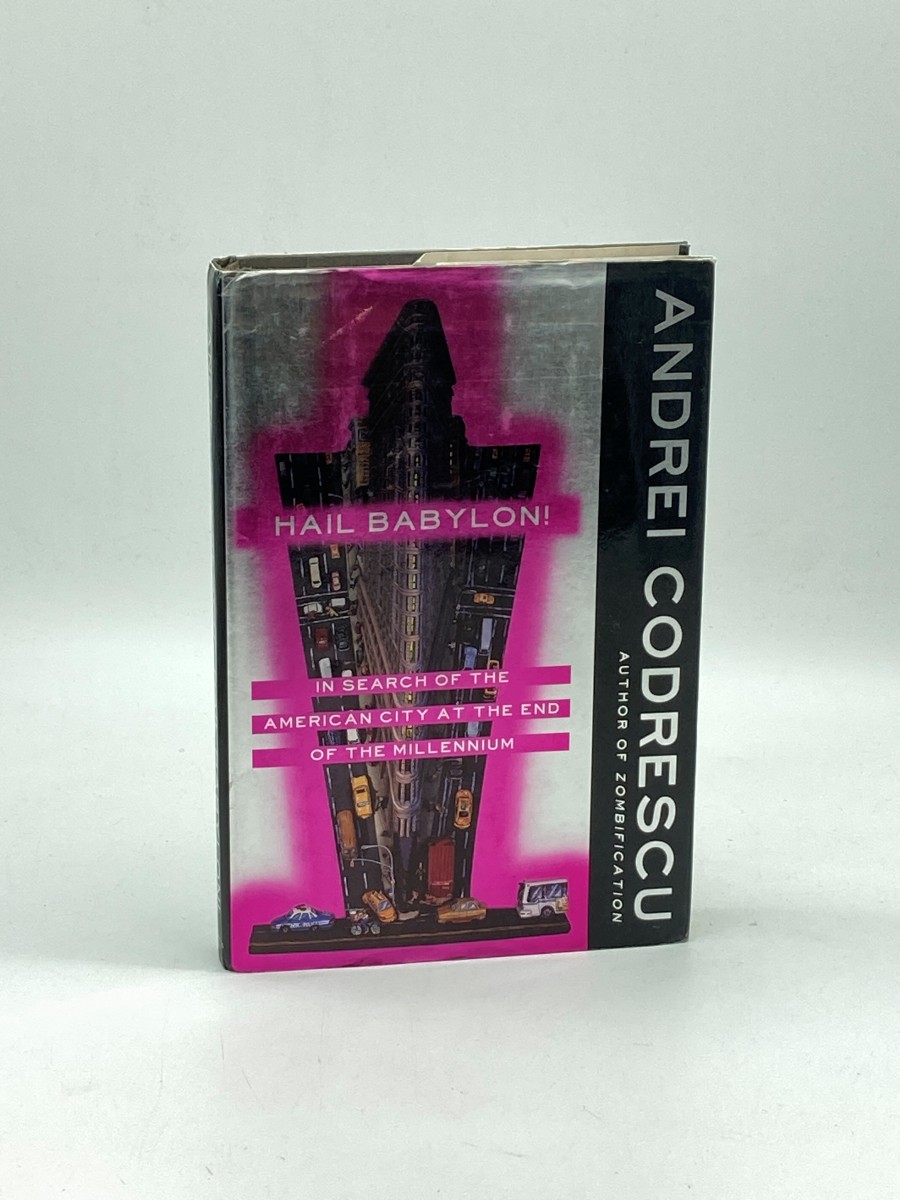 HAIL BABYLON!
IN SEARCH OF THE
AMERICAN CITY AT THE END
OF THE MILLENNIUM
ANDREI CODRESCU
AUTHOR OF ZOMBIFICATION